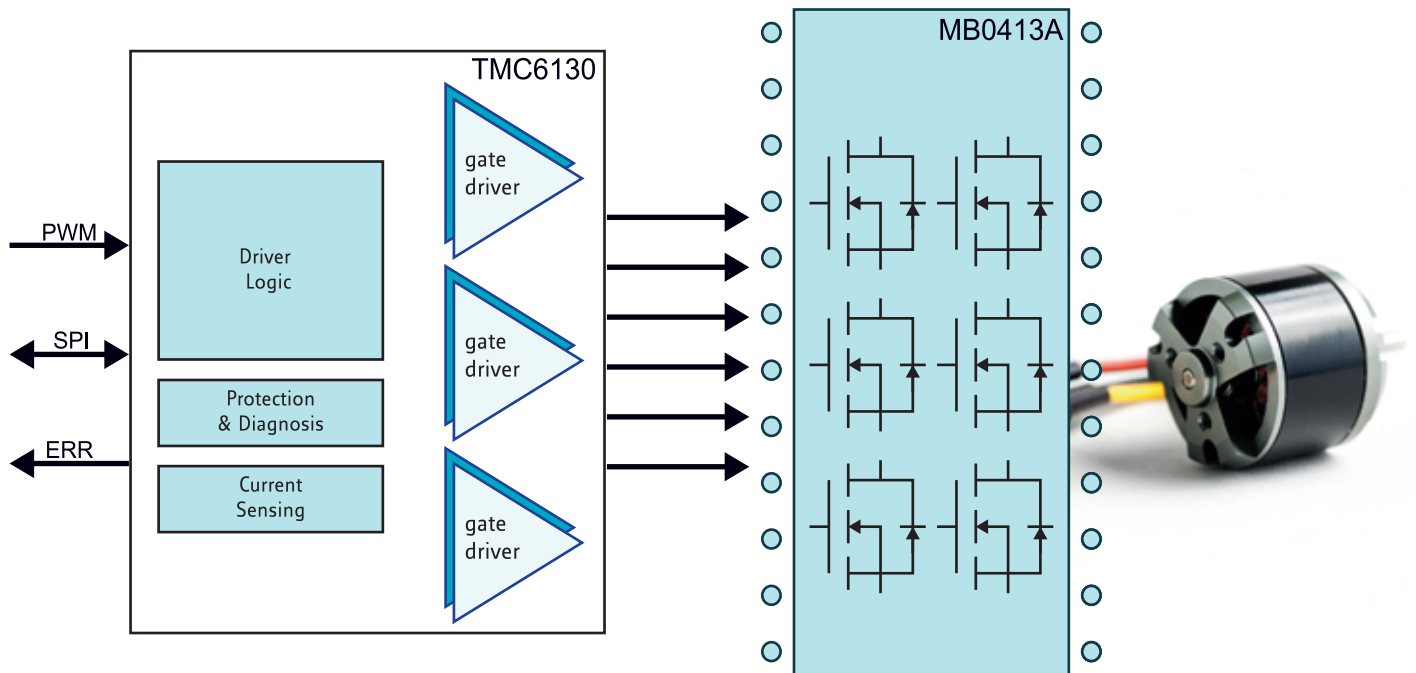 TMC6130
MB0413A
gate
driver
PWM
Driver
Logic
SPI
gate
driver
Protection
& Diagnosis
ERR
Current
Sensing
gate
driver